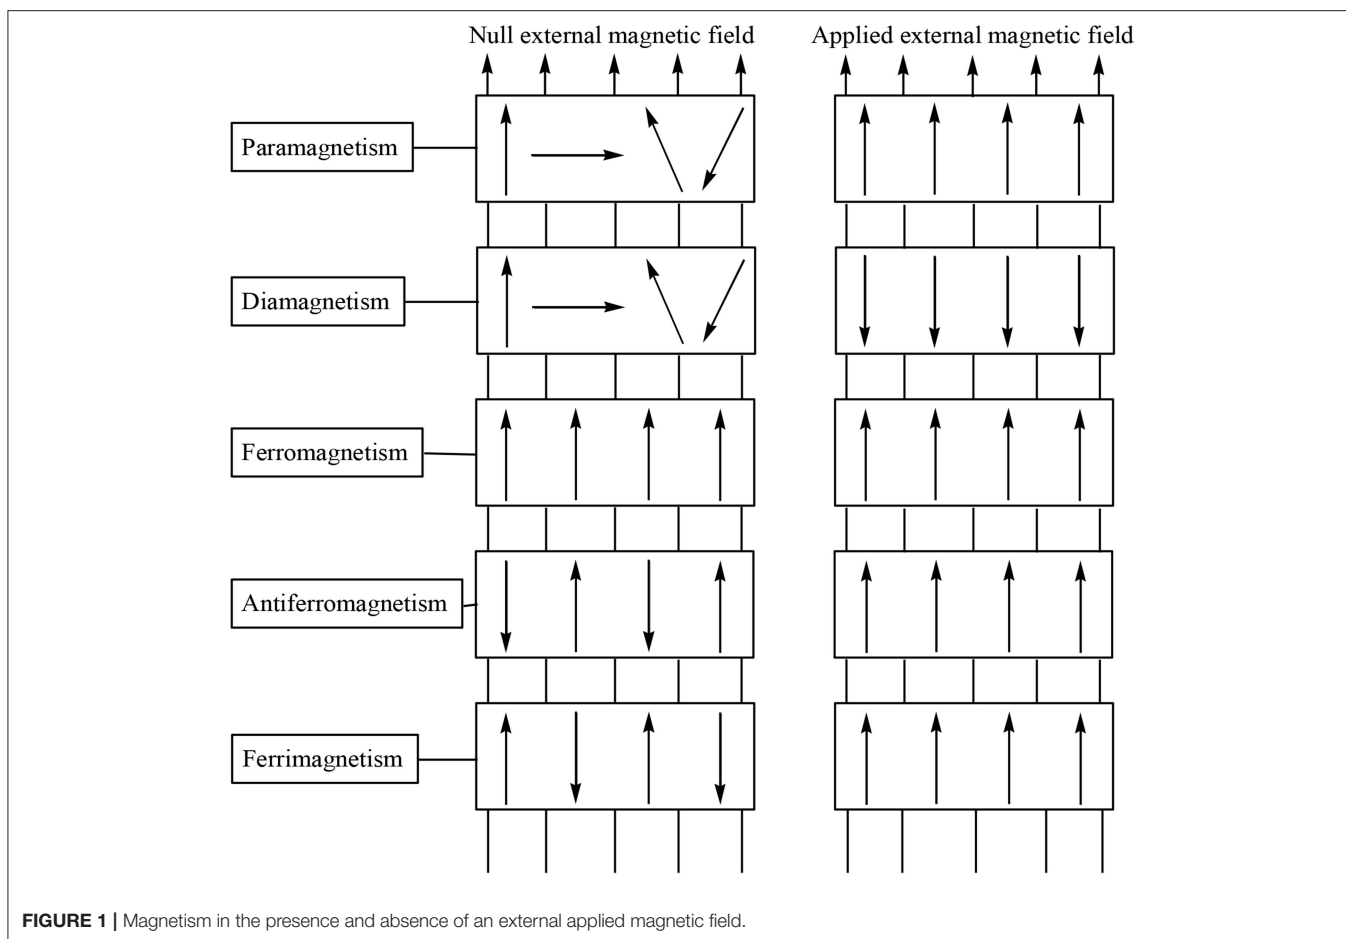 Null external magnetic field
Applied external magnetic field
Paramagnetism
Diamagnetism
Ferromagnetism
Antiferromagnetism
Ferrimagnetism
FIGURE 1 | Magnetism in the presence and absence of an external applied magnetic field.